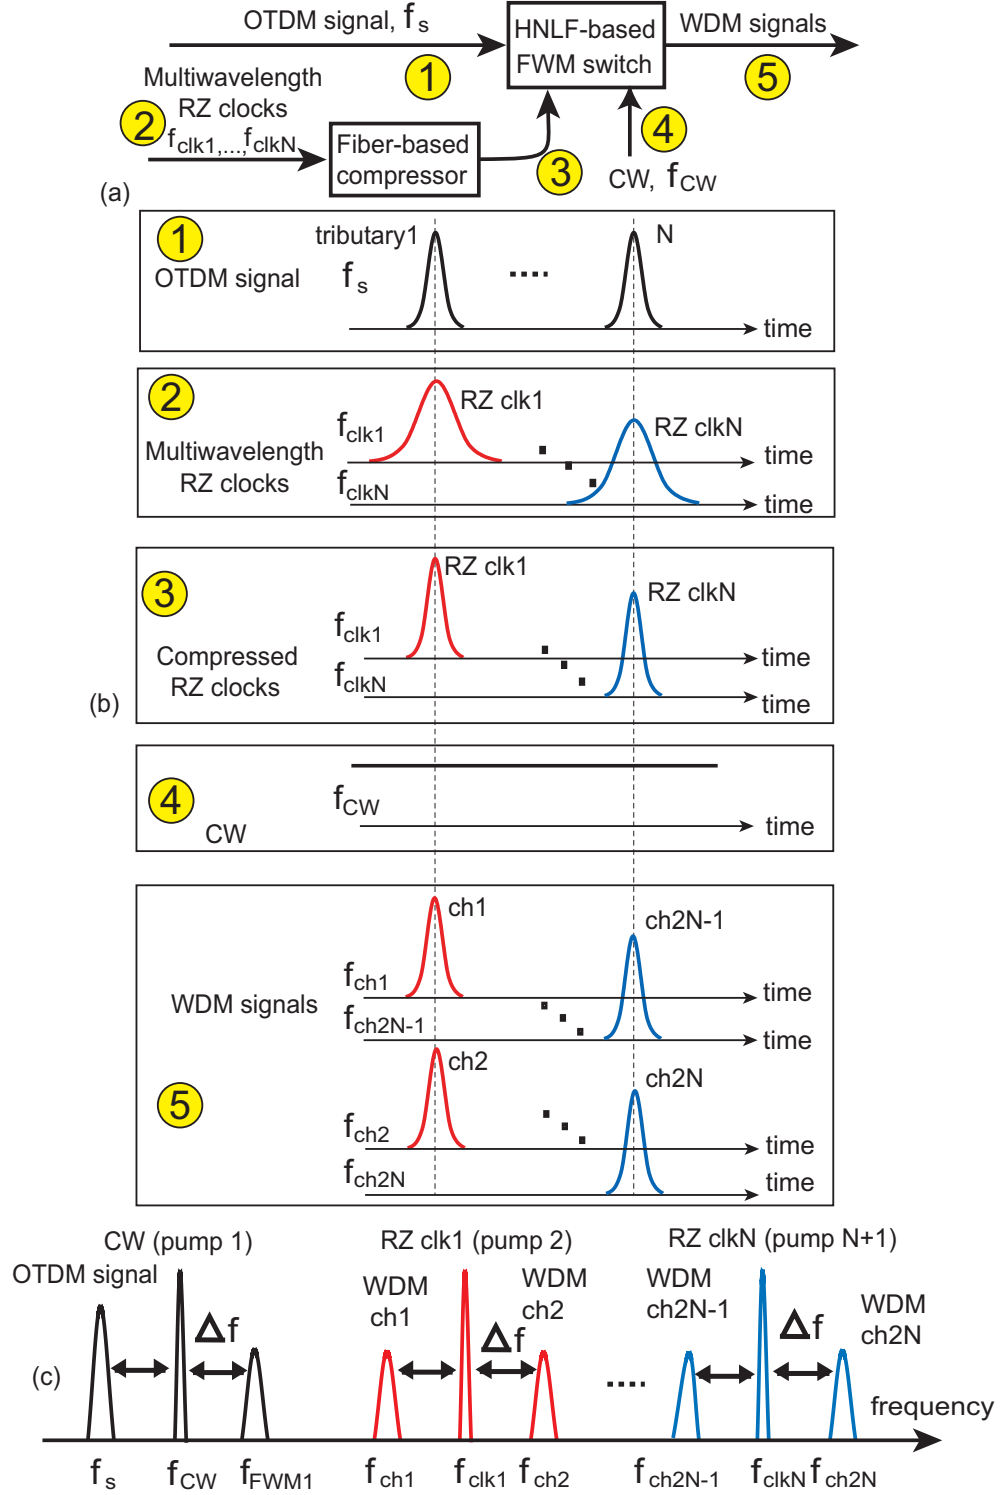 OTDM signal, fs
WDM signals
HNLF-based
FWM switch
1
5
Multiwavelength
RZ clocks
fclk1,...,fclkN
2
Fiber-based
compressor
3
4
CW, fCW
(a)
1
OTDM signal
tributary1
N
fs
time
2
Multiwavelength
RZ clocks
RZ clk1
fclk1
RZ clkN
time
fclkN
time
3
Compressed
RZ clocks
RZ clk1
RZ clkN
fclk1
time
fclkN
time
(b)
4
CW
fCW
time
ch1
ch2N-1
WDM signals
fch1
time
fch2N-1
time
ch2
ch2N
5
fch2
time
fch2N
time
CW (pump 1)
RZ clk1 (pump 2)
RZ clkN (pump N+1)
OTDM signal
WDM
ch1
WDM
ch2
WDM
ch2N-1
WDM
ch2N
Δf
Δf
Δf
(c)
frequency
fs
fCW
fFWM1
fch1
fclk1
fch2
fch2N-1
fclkN
fch2N